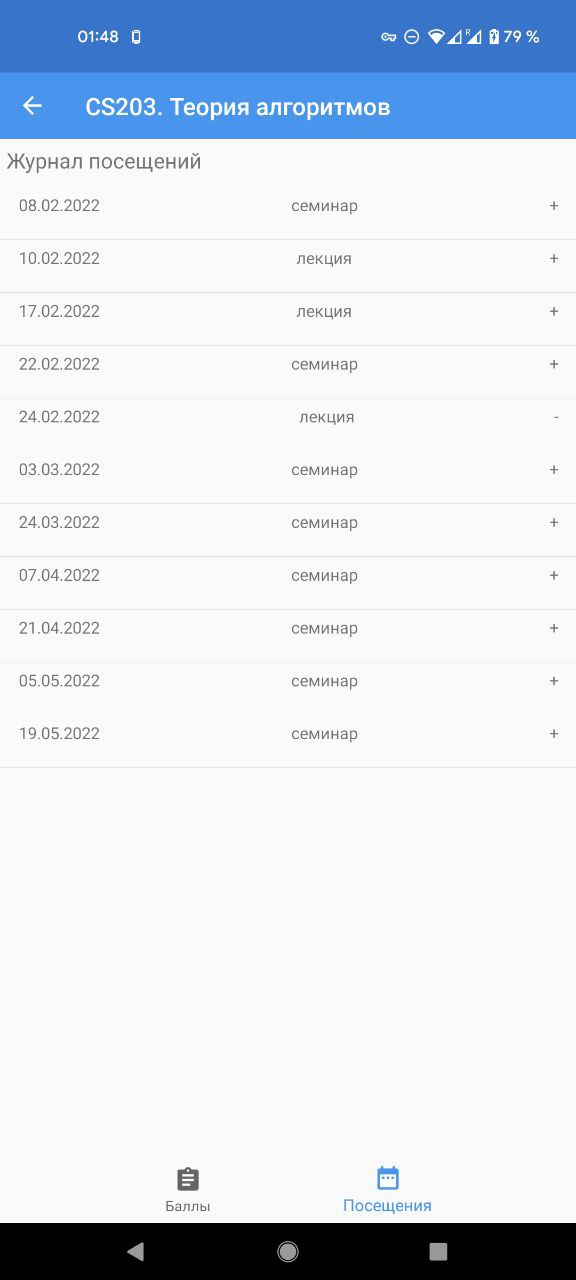 01:48 R 79 %
CS203. Теория алгоритмов
Журнал посещений
08.02.2022 семинар +
10.02.2022 лекция +
17.02.2022 лекция +
22.02.2022 семинар +
24.02.2022 лекция -
03.03.2022 семинар +
24.03.2022 семинар +
07.04.2022 семинар +
21.04.2022 семинар +
05.05.2022 семинар +
19.05.2022 семинар +
Баллы Посещения